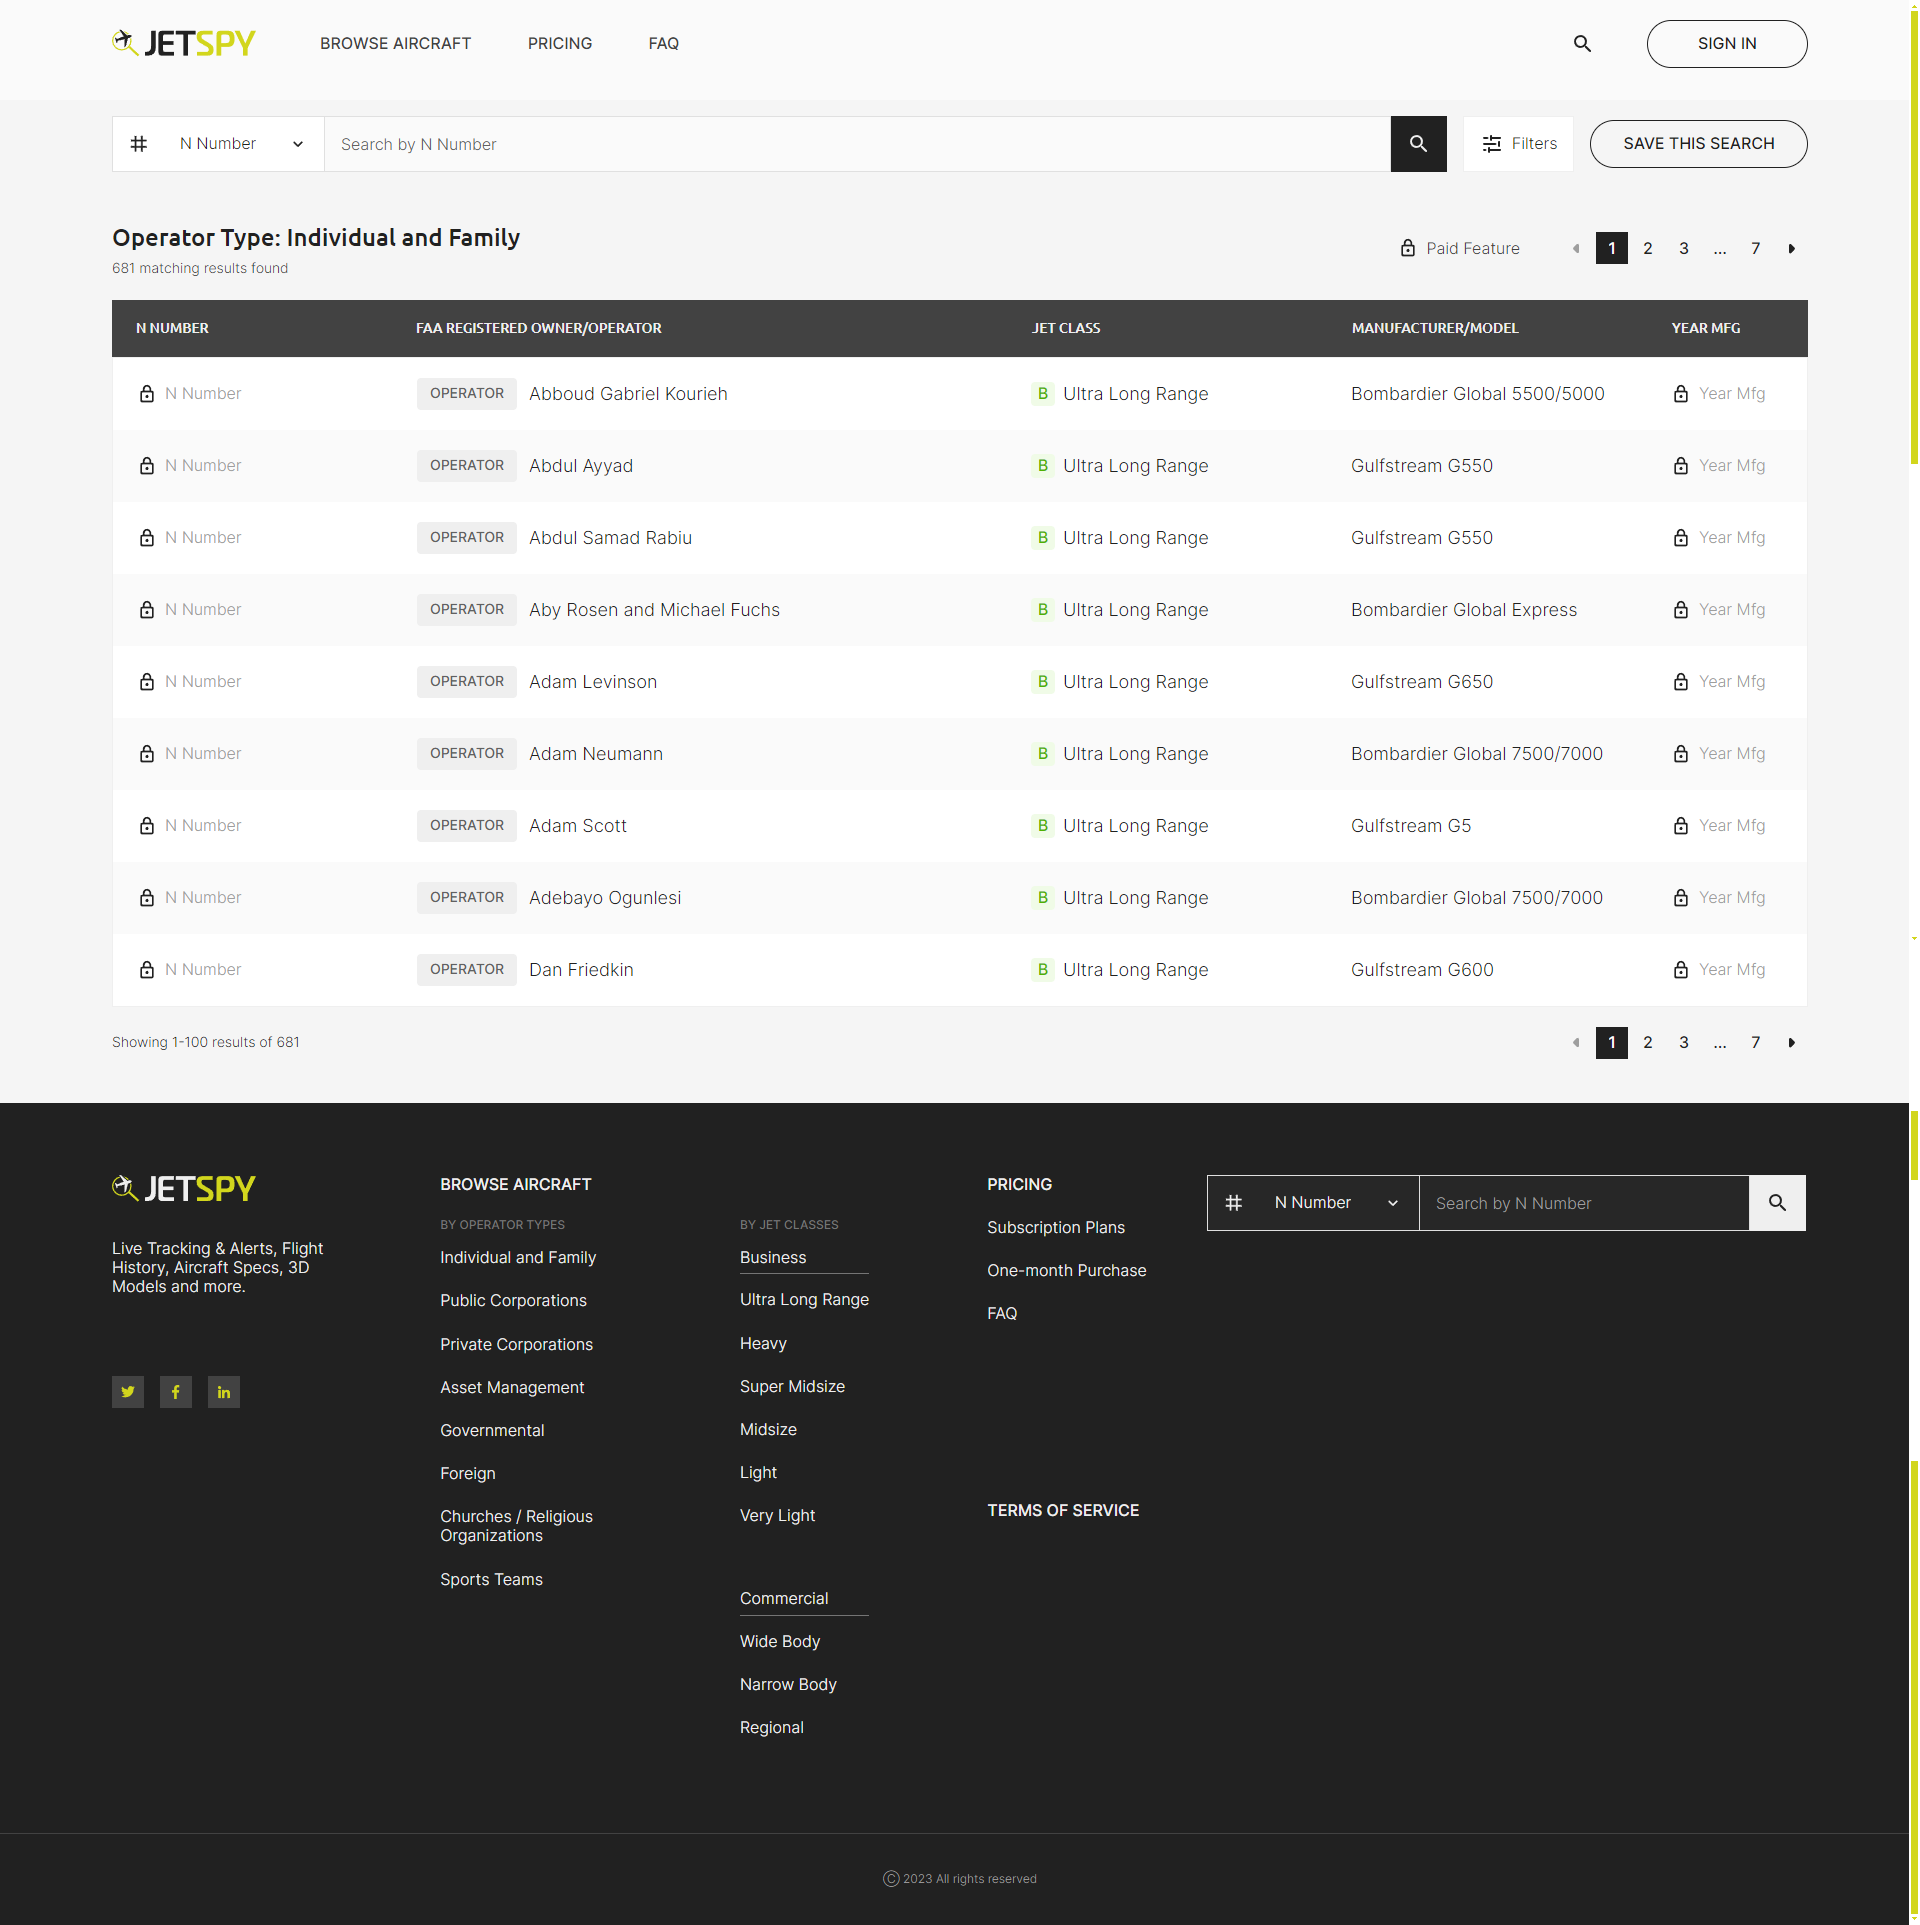 JETSPY BROWSE AIRCRAFT PRICING FAQ SIGN IN
N Number Search by N Number Filters SAVE THIS SEARCH
Operator Type: Individual and Family
681 matching results found
Paid Feature 1 2 3 ... 7
N NUMBER FAA REGISTERED OWNER/OPERATOR JET CLASS MANUFACTURER/MODEL YEAR MFG
N Number OPERATOR Abboud Gabriel Kourieh B Ultra Long Range Bombardier Global 5500/5000 Year Mfg
N Number OPERATOR Abdul Ayyad B Ultra Long Range Gulfstream G550 Year Mfg
N Number OPERATOR Abdul Samad Rabiu B Ultra Long Range Gulfstream G550 Year Mfg
N Number OPERATOR Aby Rosen and Michael Fuchs B Ultra Long Range Bombardier Global Express Year Mfg
N Number OPERATOR Adam Levinson B Ultra Long Range Gulfstream G650 Year Mfg
N Number OPERATOR Adam Neumann B Ultra Long Range Bombardier Global 7500/7000 Year Mfg
N Number OPERATOR Adam Scott B Ultra Long Range Gulfstream G5 Year Mfg
N Number OPERATOR Adebayo Ogunlesi B Ultra Long Range Bombardier Global 7500/7000 Year Mfg
N Number OPERATOR Dan Friedkin B Ultra Long Range Gulfstream G600 Year Mfg
Showing 1-100 results of 681 1 2 3 ... 7
JETSPY
Live Tracking & Alerts, Flight
History, Aircraft Specs, 3D
Models and more.
BROWSE AIRCRAFT
BY OPERATOR TYPES
Individual and Family
Public Corporations
Private Corporations
Asset Management
Governmental
Foreign
Churches / Religious
Organizations
Sports Teams
BY JET CLASSES
Business
Ultra Long Range
Heavy
Super Midsize
Midsize
Light
Very Light
Commercial
Wide Body
Narrow Body
Regional
PRICING
Subscription Plans
One-month Purchase
FAQ
TERMS OF SERVICE
N Number Search by N Number
© 2023 All rights reserved